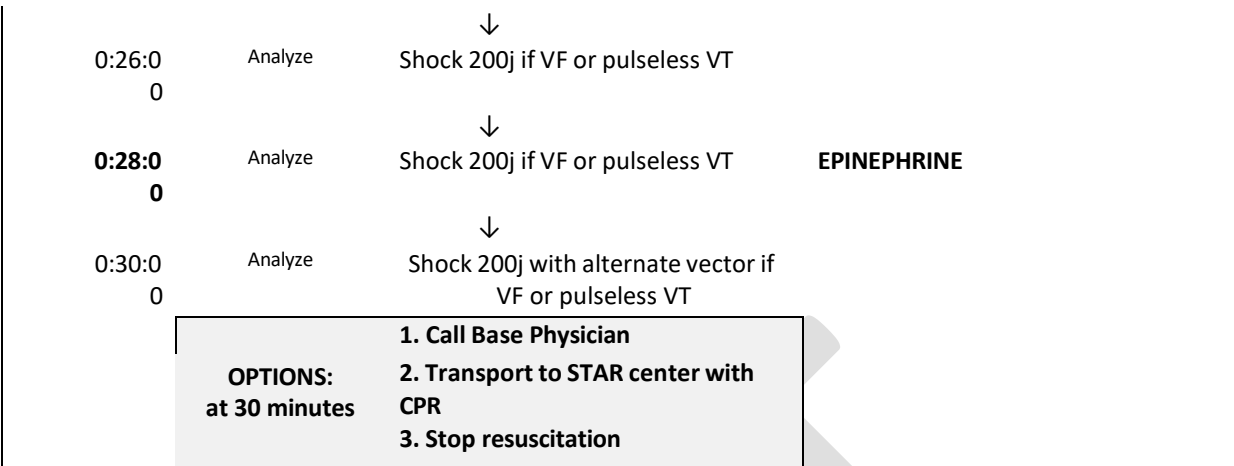 ↓
0:26:0 Analyze Shock 200j if VF or pulseless VT
0
↓
0:28:0 Analyze Shock 200j if VF or pulseless VT EPINEPHRINE
0
↓
0:30:0 Analyze Shock 200j with alternate vector if
0 VF or pulseless VT
1. Call Base Physician
OPTIONS: 2. Transport to STAR center with
at 30 minutes CPR
3. Stop resuscitation